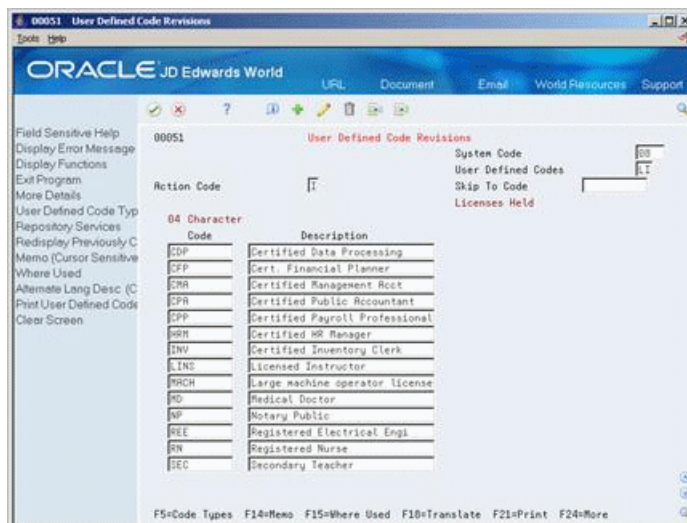 00051 User Defined Code Revisions
Tools Help
ORACLE JD Edwards World
URL Document Email World Resources Support
Field Sensitive Help
Display Error Message
Display Functions
Exit Program
More Details
User Defined Code Typ
Repository Services
Redisplay Previously C
Memo (Cursor Sensitive
Where Used
Alternate Lang Desc (C
Print User Defined Code
Clear Screen
00051 User Defined Code Revisions
System Code 08
User Defined Codes LI
Action Code I Skip To Code
Licenses Held
04 Character
Code Description
CDP Certified Data Processing
CFP Cert. Financial Planner
CMA Certified Management Acct
CPA Certified Public Accountant
CPP Certified Payroll Professional
HRM Certified HR Manager
INV Certified Inventory Clerk
LINS Licensed Instructor
MACH Large machine operator license
MD Medical Doctor
NP Notary Public
REE Registered Electrical Engi
RN Registered Nurse
SEC Secondary Teacher
F5=Code Types F14=Memo F15=Where Used F18=Translate F21=Print F24=More